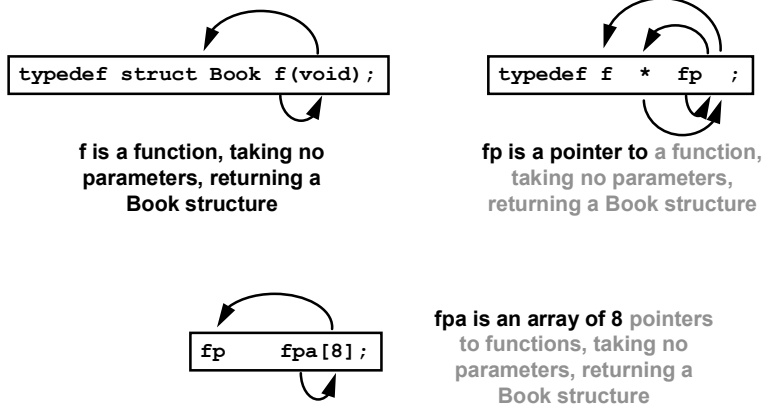 typedef struct Book f(void);
f is a function, taking no
parameters, returning a
Book structure
typedef f * fp ;
fp is a pointer to a function,
taking no parameters,
returning a Book structure
fp fpa[8];
fpa is an array of 8 pointers
to functions, taking no
parameters, returning a
Book structure